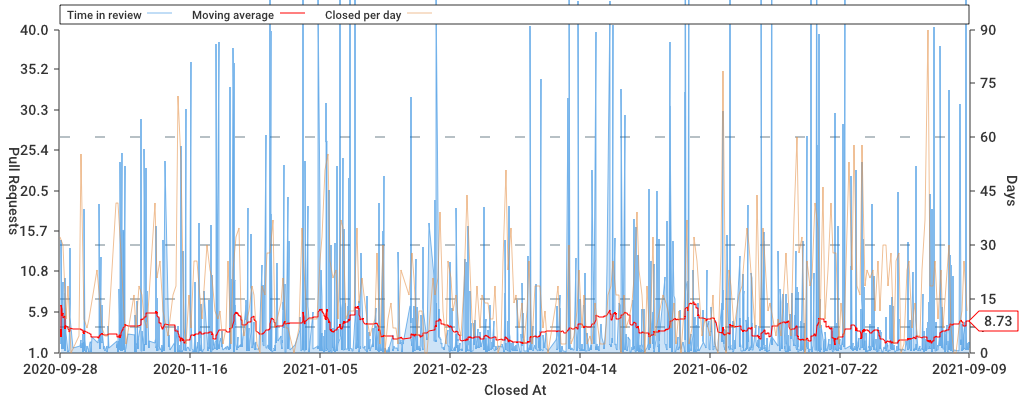 Time in review Moving average Closed per day
40.0 90
35.2 75
30.3
60
25.4
20.5 45
15.7 30
10.8
15
5.9
8.73
1.0 0
Pull Requests
Days
2020-09-28 2020-11-16 2021-01-05 2021-02-23 2021-04-14 2021-06-02 2021-07-22 2021-09-09
Closed At